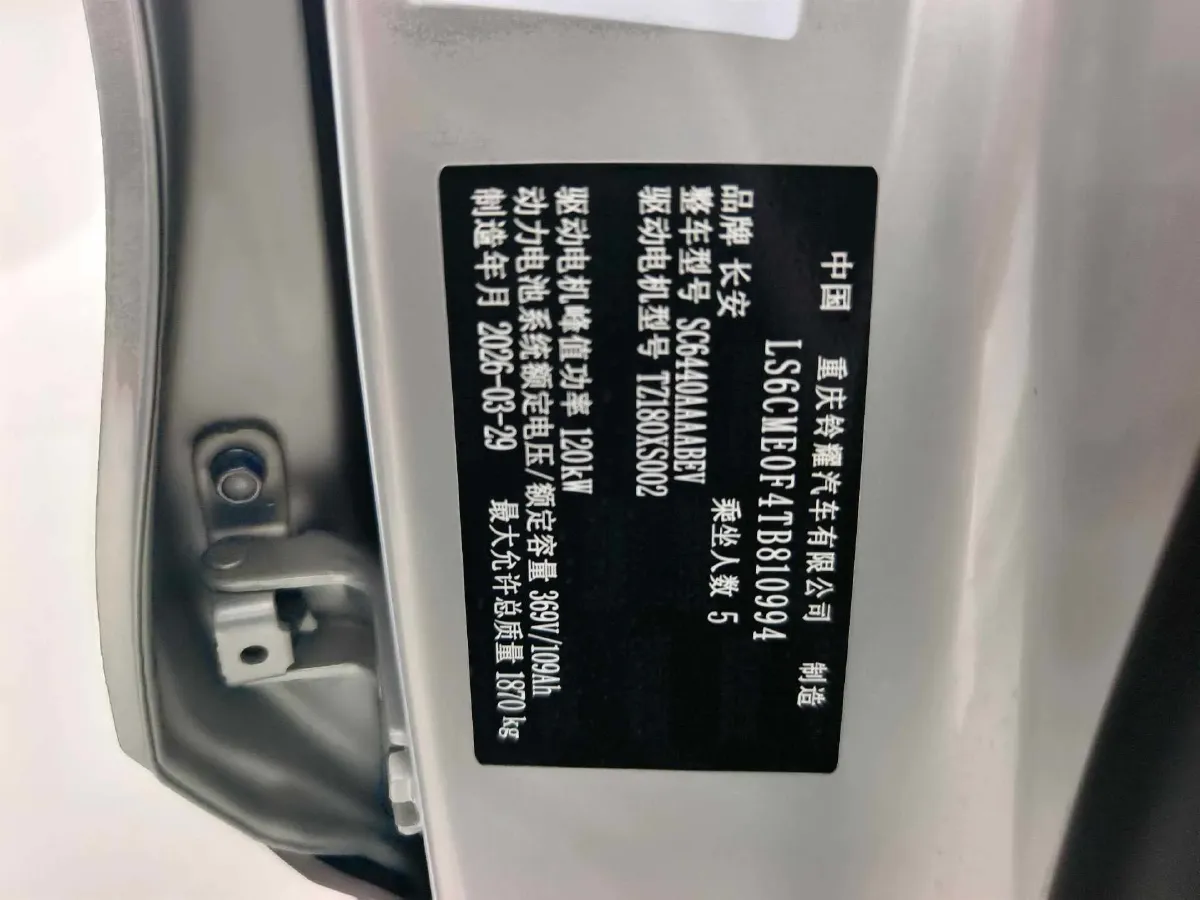 中国 重庆铃耀汽车有限公司 制造
LS6CME0F4TB810994
品牌 长安 乘坐人数 5
整车型号 SC6440AAAABEV
驱动电机型号 TZ180XS002
驱动电机峰值功率 120kW
动力电池系统额定电压/额定容量 369V/109Ah
制造年月 2026-03-29 最大允许总质量 1870kg